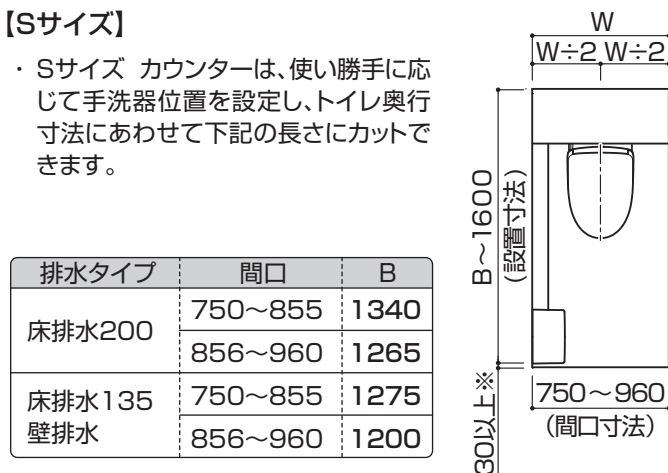 【Sサイズ】
・ Sサイズ カウンターは、使い勝手に応
じて手洗器位置を設定し、トイレ奥行
寸法にあわせて下記の長さにカットで
きます。
排水タイプ 間口 B
床排水200 750～855 1340
856～960 1265
床排水135
壁排水
750～855 1275
856～960 1200
W
W÷2 W÷2
B～1600
(設置寸法)
30以上※
750～960
(間口寸法)